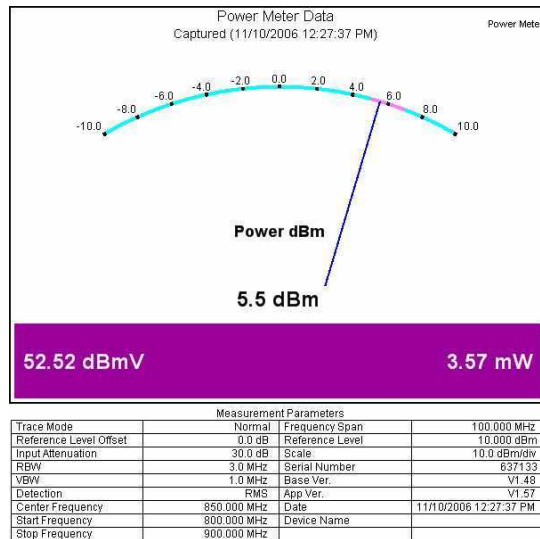 Power Meter Data
Captured (11/10/2006 12:27:37 PM)
Power Mete
-10.0 -8.0 -6.0 -4.0 -2.0 0.0 2.0 4.0 6.0 8.0 10.0
Power dBm
5.5 dBm
52.52 dBmV 3.57 mW
Measurement Parameters
Trace Mode Normal Frequency Span 100.000 MHz
Reference Level Offset 0.0 dB Reference Level 10.000 dBm
Input Attenuation 30.0 dB Scale 10.0 dBm/div
RBW 3.0 MHz Serial Number 637133
VBW 1.0 MHz Base Ver. V1.48
Detection RMS App Ver. V1.57
Center Frequency 850.000 MHz Date 11/10/2006 12:27:37 PM
Start Frequency 800.000 MHz Device Name
Stop Frequency 900.000 MHz